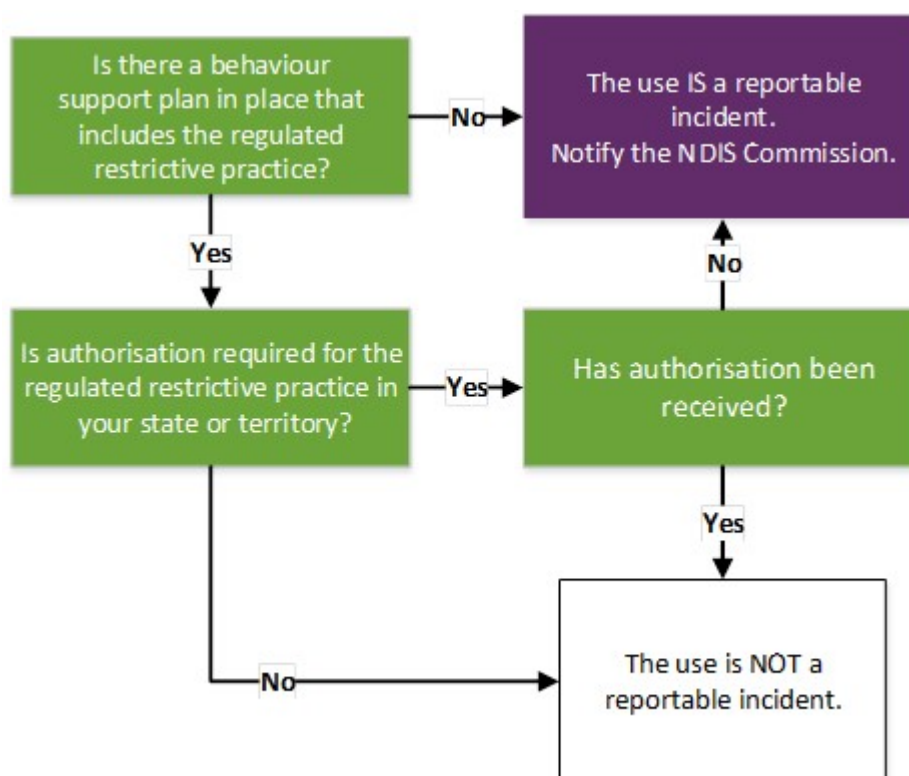 Is there a behaviour
support plan in place that
includes the regulated
restrictive practice?
No
The use IS a reportable
incident.
Notify the NDIS Commission.
Yes
No
Is authorisation required for the
regulated restrictive practice in
your state or territory?
Yes
Has authorisation been
received?
Yes
No
The use is NOT a
reportable incident.